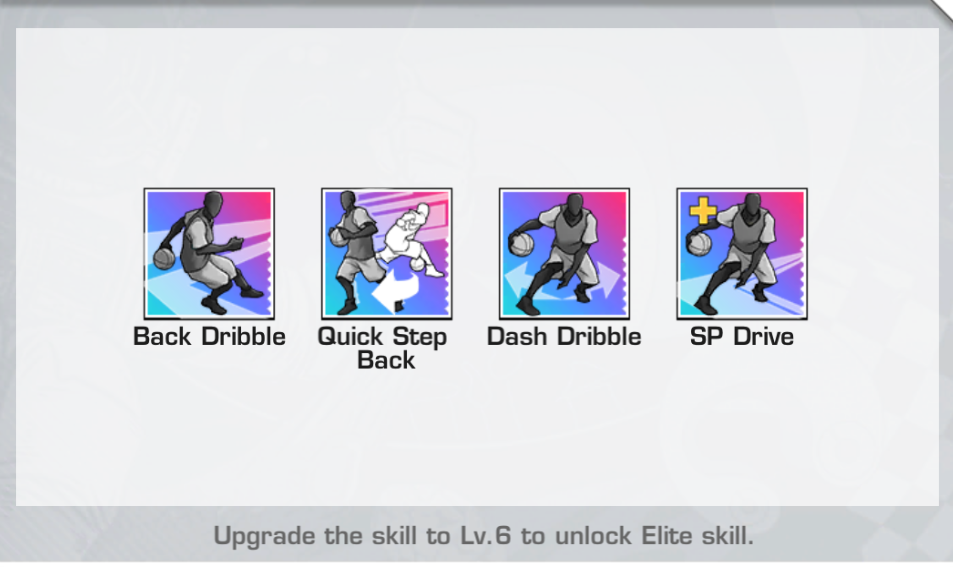 Back Dribble
Quick Step
Back
Dash Dribble
SP Drive
Upgrade the skill to Lv.6 to unlock Elite skill.